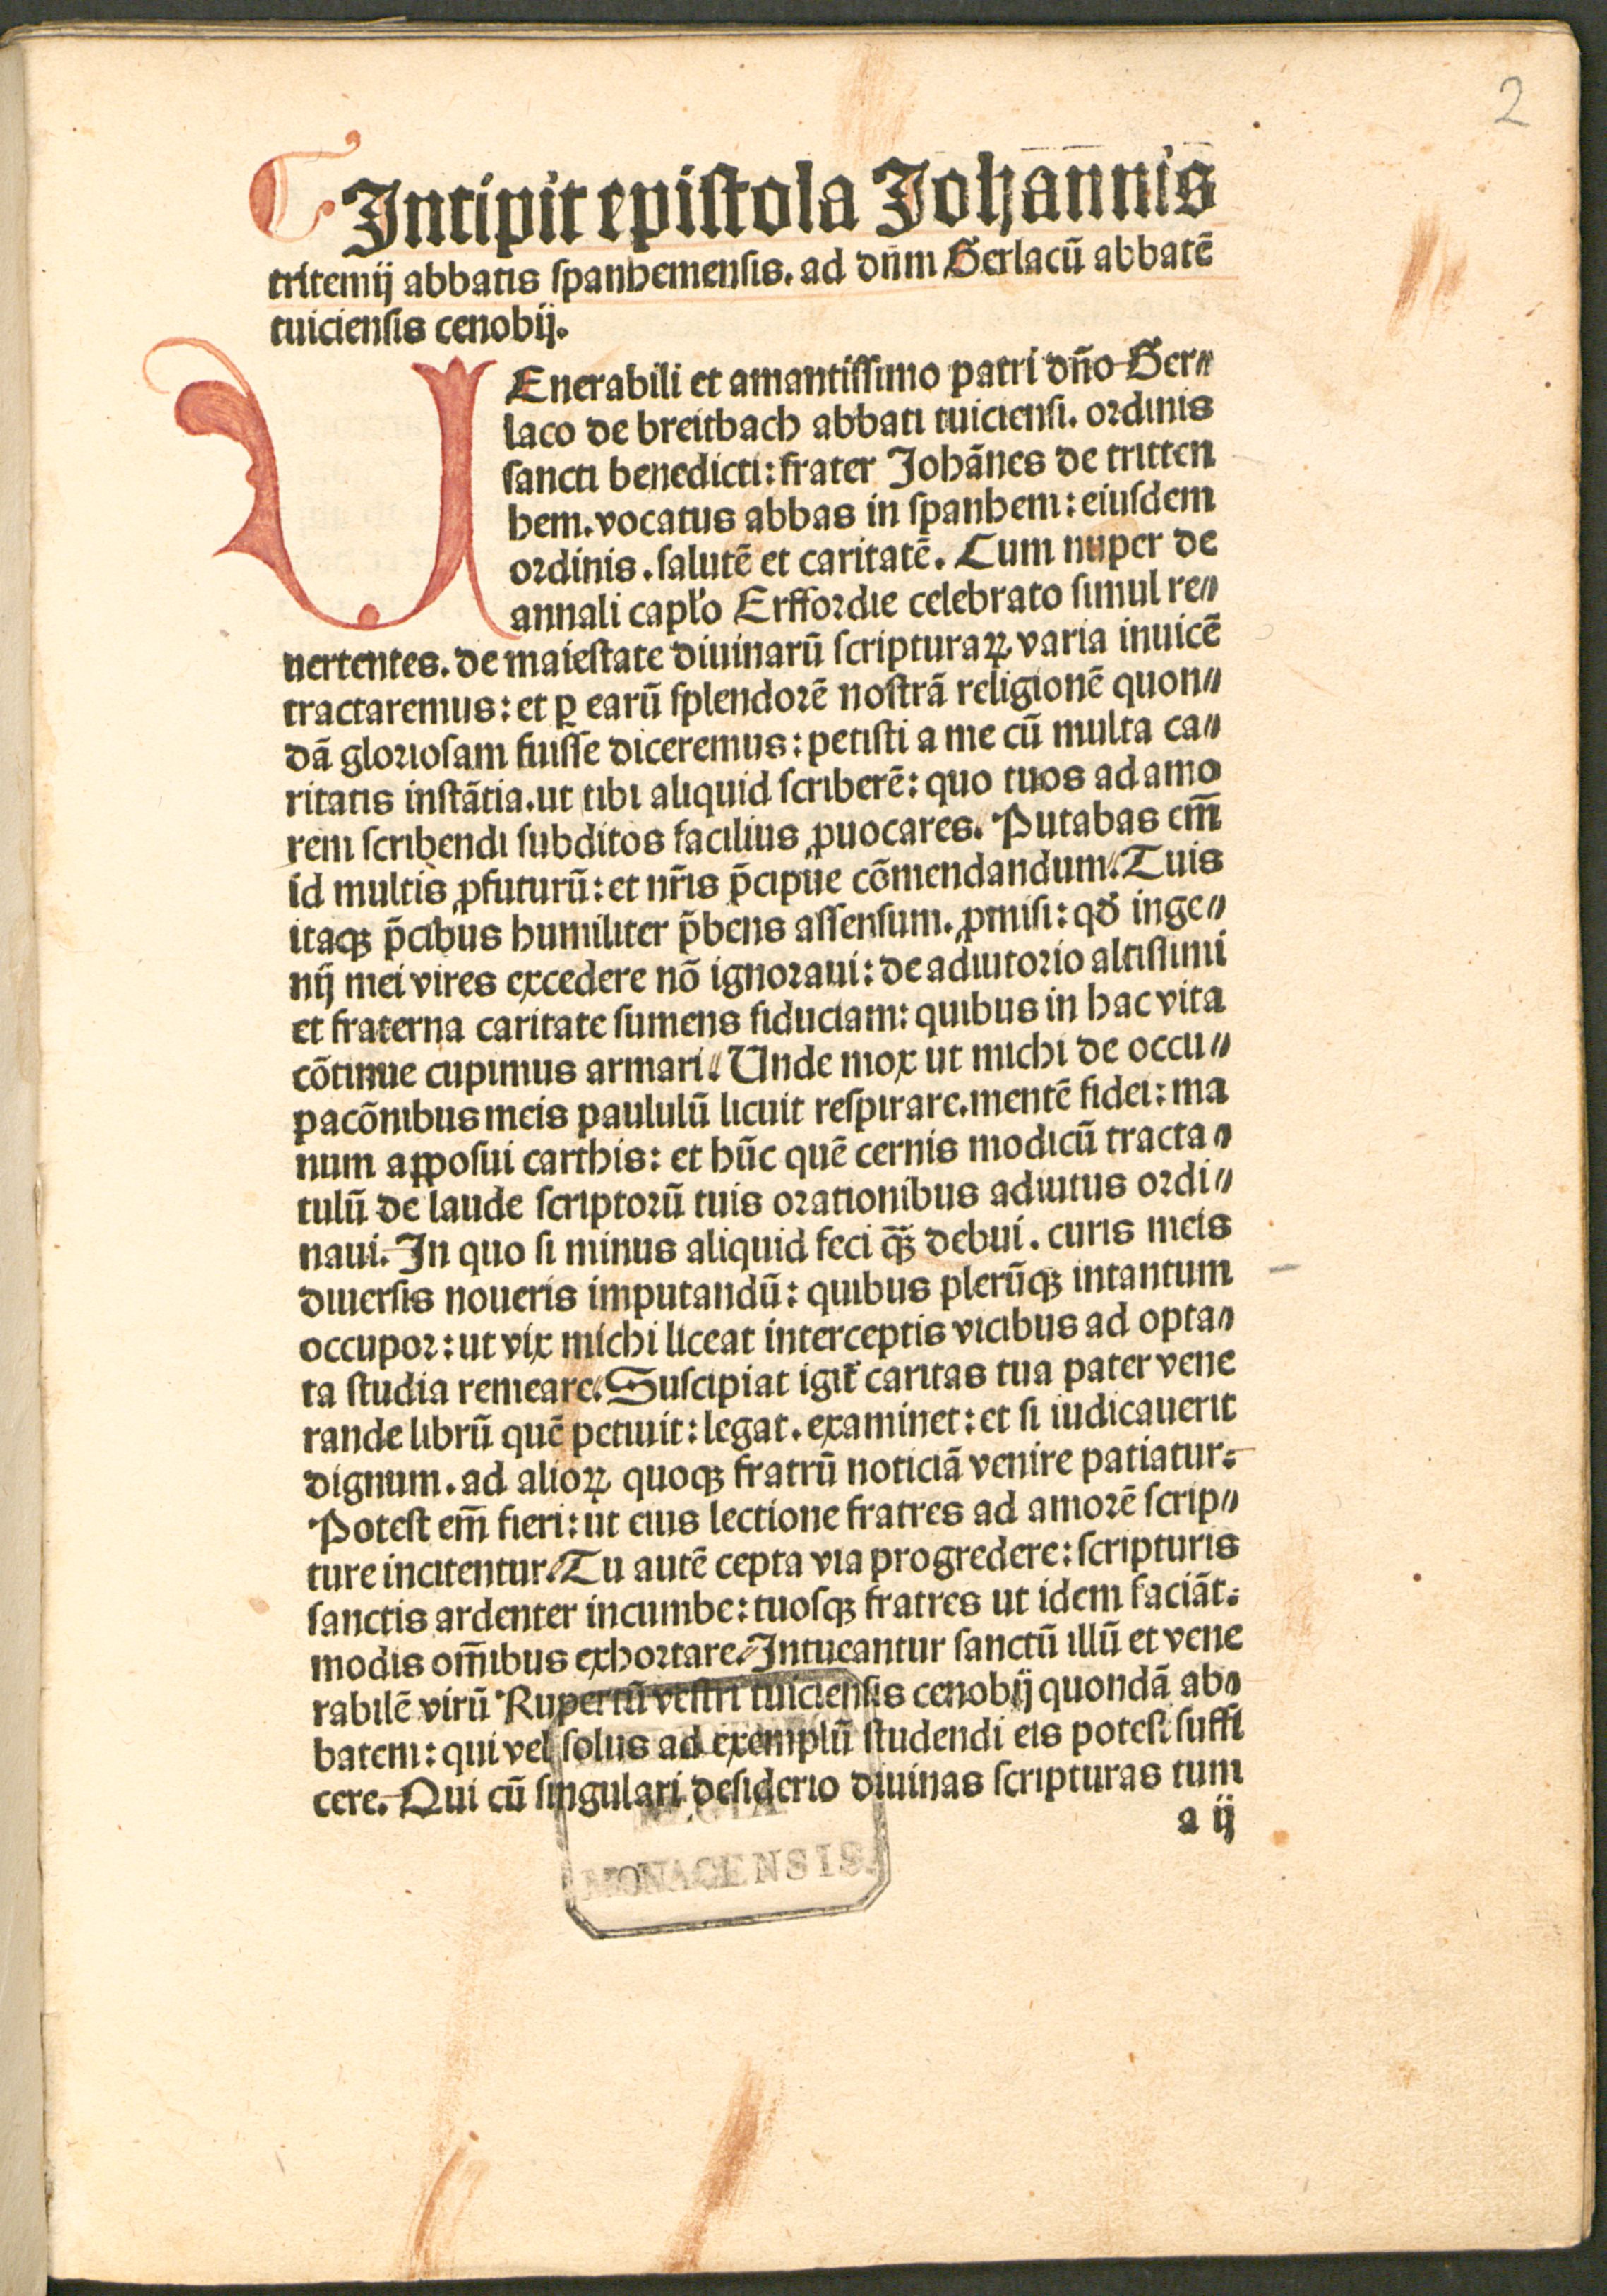 2
Incipit epistola Johannis
tritemij abbatis spanhemensis. ad dn̄m Gerlacū abbatē
tuiciensis cenobij.
VEnerabili et amantissimo patri dn̄o Ger⸗
laco de breitbach abbati tuiciensi. ordinis
sancti benedicti: frater Johānes de tritten
hem. vocatus abbas in spanhem: eiusdem
ordinis. salutē et caritatē. Cum nuper de
annali capl'o Erffordie celebrato simul re⸗
uertentes. de maiestate diuinarū scripturaꝝ varia inuicē
tractaremus: et ꝑ earū splendorē nostrā religionē quon⸗
dā gloriosam fuisse diceremus: petisti a me cū multa ca⸗
ritatis instātia. ut tibi aliquid scriberē: quo tuos ad amo
rem scribendi subditos facilius ꝓuocares. Putabas em̄
id multis ꝓfuturū: et nr̄is p̄cipue cōmendandum. Tuis
itaqꝫ p̄cibus humiliter p̄bens assensum. ꝓmisi: qđ inge⸗
nij mei vires excedere nō ignoraui: de adiutorio altissimi
et fraterna caritate sumens fiduciam: quibus in hac vita
cōtinue cupimus armari. Unde mox ut michi de occu⸗
pacōnibus meis paululū licuit respirare. mentē fidei: ma
num apposui carthis: et hūc quē cernis modicū tracta⸗
tulū de laude scriptorū tuis orationibus adiutus ordi⸗
naui. In quo si minus aliquid feci qꝫ̄ debui. curis meis
diuersis noueris imputandū: quibus plerūqꝫ intantum
occupor: ut vix michi liceat interceptis vicibus ad opta⸗
ta studia remeare. Suscipiat igit᷑ caritas tua pater vene
rande librū quē petiuit: legat. examinet: et si iudicauerit
dignum. ad alioꝝ quoqꝫ fratrū noticiā venire patiatur:
Potest em̄ fieri: ut eius lectione fratres ad amorē scrip⸗
ture incitentur. Tu autē cepta via progredere: scripturis
sanctis ardenter incumbe: tuosqꝫ fratres ut idem faciāt:
modis om̄ibus exhortare. Intueantur sanctū illū et vene
rabilē virū Rupertū vestri tuiciensis cenobij quondā ab⸗
batem: qui vel solus ad exemplū studendi eis potest suffi
cere. Qui cū singulari desiderio diuinas scripturas tum
a ij
MONACENSIS.